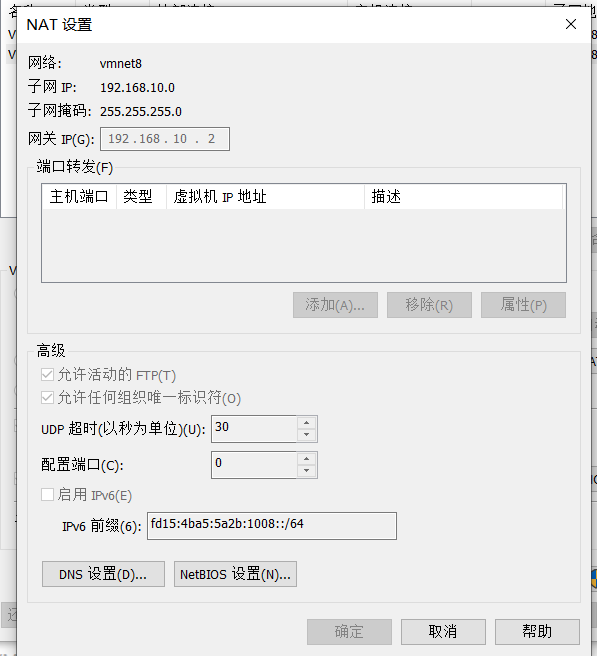 NAT 设置
网络: vmnet8
子网 IP: 192.168.10.0
子网掩码: 255.255.255.0
网关 IP(G): 192 . 168 . 10 . 2
端口转发(F)
主机端口 类型 虚拟机 IP 地址 描述
添加(A)... 移除(R) 属性(P)
高级
允许活动的 FTP(T)
允许任何组织唯一标识符(O)
UDP 超时(以秒为单位)(U): 30
配置端口(C): 0
启用 IPv6(E)
IPv6 前缀(6): fd15:4ba5:5a2b:1008::/64
DNS 设置(D)... NetBIOS 设置(N)...
确定 取消 帮助